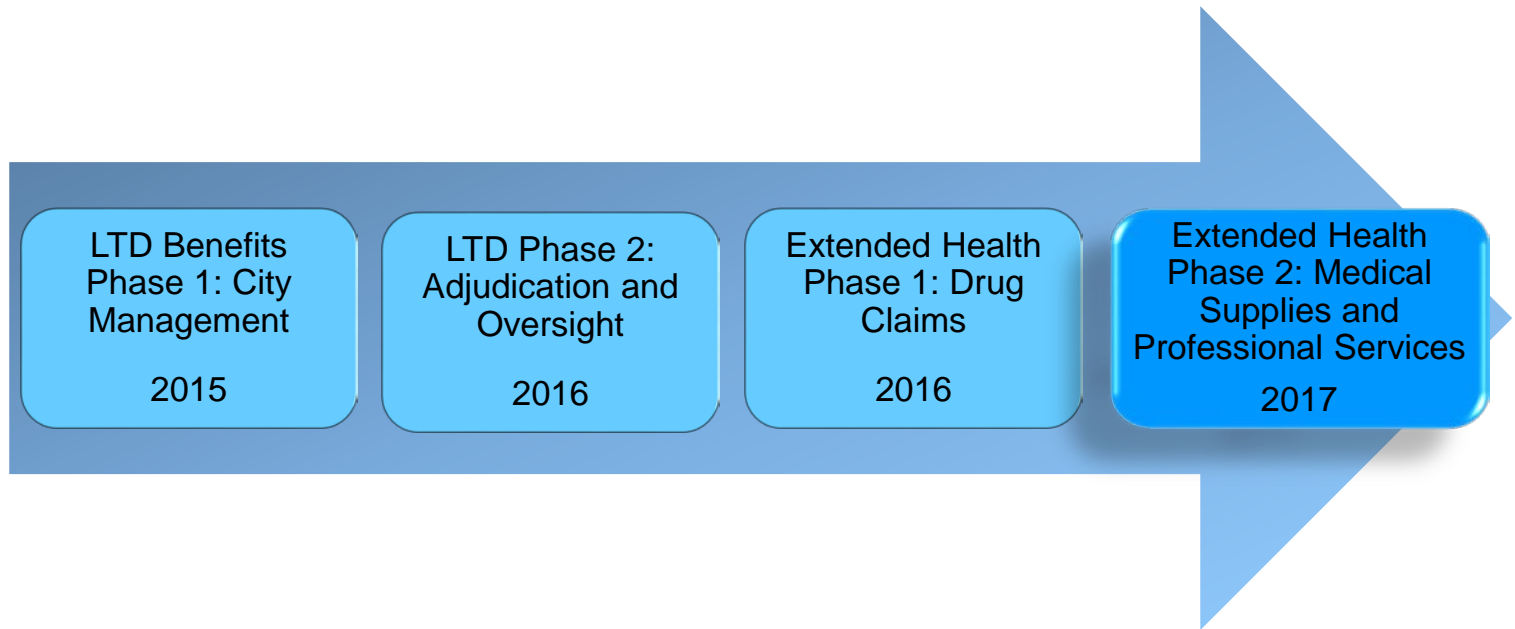 LTD Benefits
Phase 1: City
Management
2015
LTD Phase 2:
Adjudication and
Oversight
2016
Extended Health
Phase 1: Drug
Claims
2016
Extended Health
Phase 2: Medical
Supplies and
Professional Services
2017